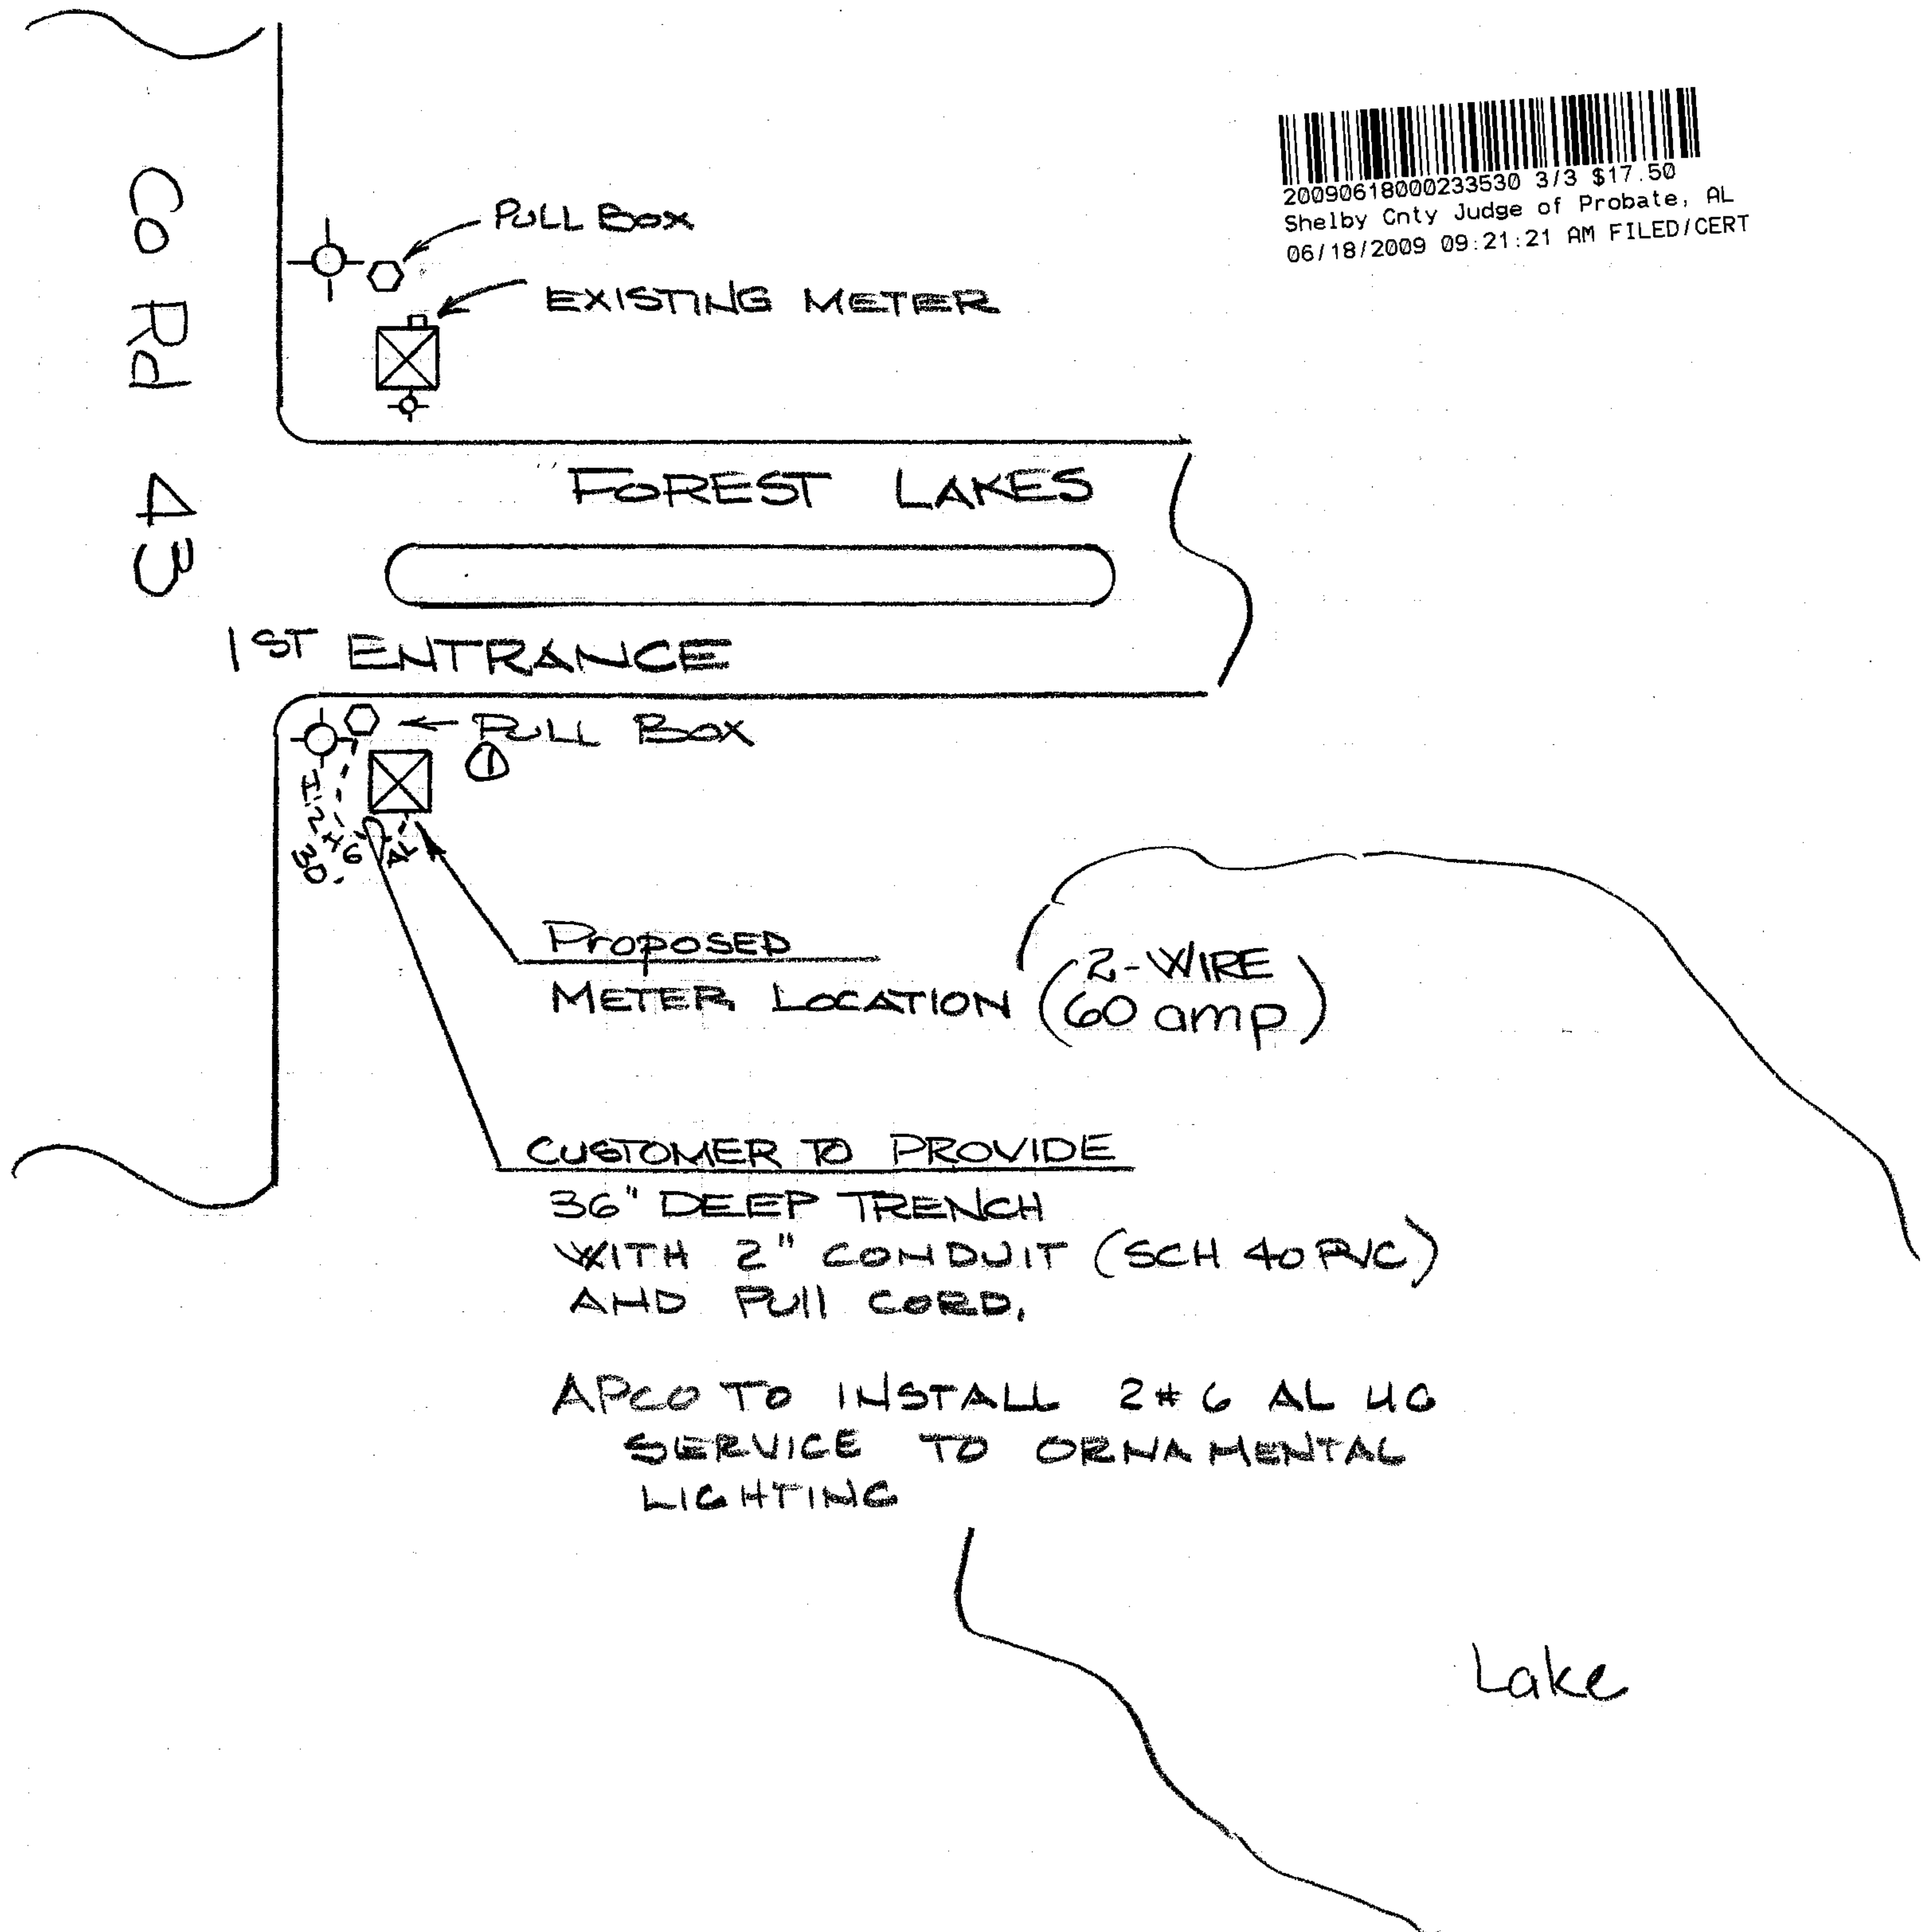 20090618000233530 3/3 $17.50
Shelby Cnty Judge of Probate, AL
06/18/2009 09:21:21 AM FILED/CERT
Co Rd 43
PULL BOX
EXISTING METER
FOREST LAKES
1ST ENTRANCE
PULL BOX
1
30'
#6 AL
PROPOSED
METER LOCATION (2-WIRE
60 amp)
CUSTOMER TO PROVIDE
36" DEEP TRENCH
WITH 2" CONDUIT (SCH 40 PVC)
AND PULL CORD.
APCO TO INSTALL 2#6 AL UG
SERVICE TO ORNAMENTAL
LIGHTING
Lake